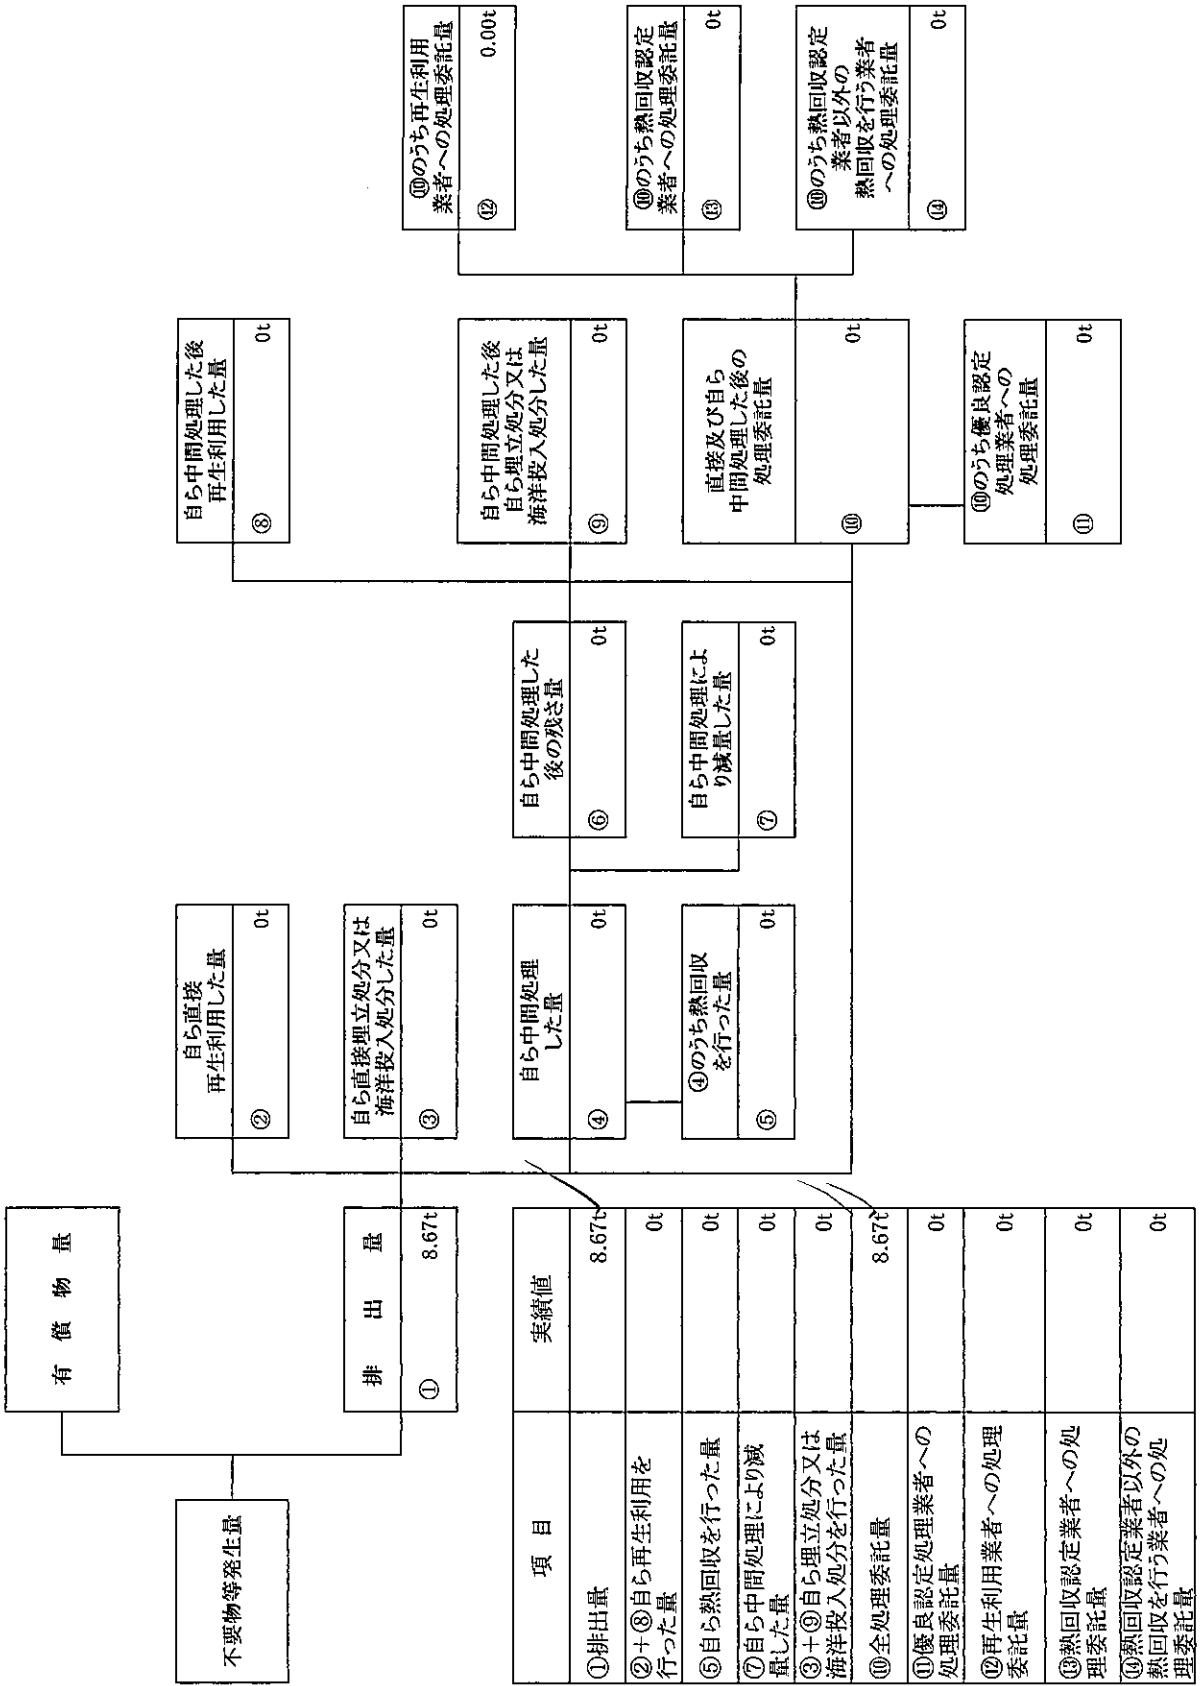 有償物量
不要物等発生量
排出量
① 8.67t
自ら直接
再生利用した量
② 0t
自ら直接埋立処分又は
海洋投入処分した量
③ 0t
自ら中間処理
した量
④ 0t
④のうち熱回収
を行った量
⑤ 0t
自ら中間処理した
後の残さ量
⑥ 0t
自ら中間処理によ
り減量した量
⑦ 0t
自ら中間処理した後
再生利用した量
⑧ 0t
自ら中間処理した後
自ら埋立処分又は
海洋投入処分した量
⑨ 0t
直接及び自ら
中間処理した後の
処理委託量
⑩ 0t
⑩のうち優良認定
処理業者への
処理委託量
⑪ 0t
⑩のうち再生利用
業者への処理委託量
⑫ 0.00t
⑩のうち熱回収認定
業者への処理委託量
⑬ 0t
⑩のうち熱回収認定
業者以外の
熱回収を行う業者
への処理委託量
⑭ 0t
項目 実績値
①排出量 8.67t
②+⑧自ら再生利用を
行った量 0t
⑤自ら熱回収を行った量 0t
⑦自ら中間処理により減
量した量 0t
③+⑨自ら埋立処分又は
海洋投入処分を行った量 0t
⑩全処理委託量 8.67t
⑪優良認定処理業者への
処理委託量 0t
⑫再生利用業者への処理
委託量 0t
⑬熱回収認定業者への処
理委託量 0t
⑭熱回収認定業者以外の
熱回収を行う業者への処
理委託量 0t